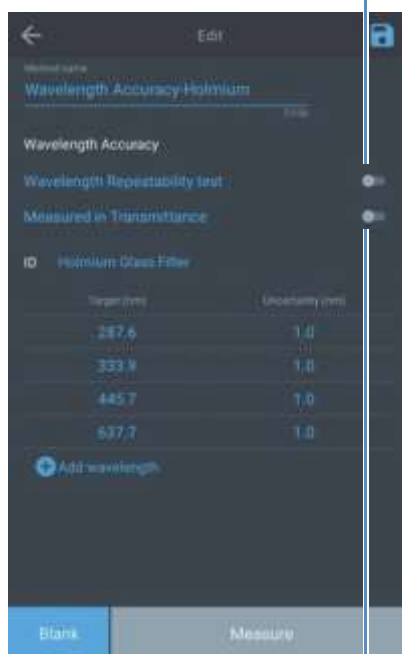 Edit
Method name
Wavelength Accuracy-Holmium
Wavelength Accuracy
Wavelength Repeatability test
Measured in Transmittance
ID Holmium Glass Filter
Target (nm) Uncertainty (nm)
287.6 1.0
333.9 1.0
445.7 1.0
637.7 1.0
Add wavelength
Blank Measure